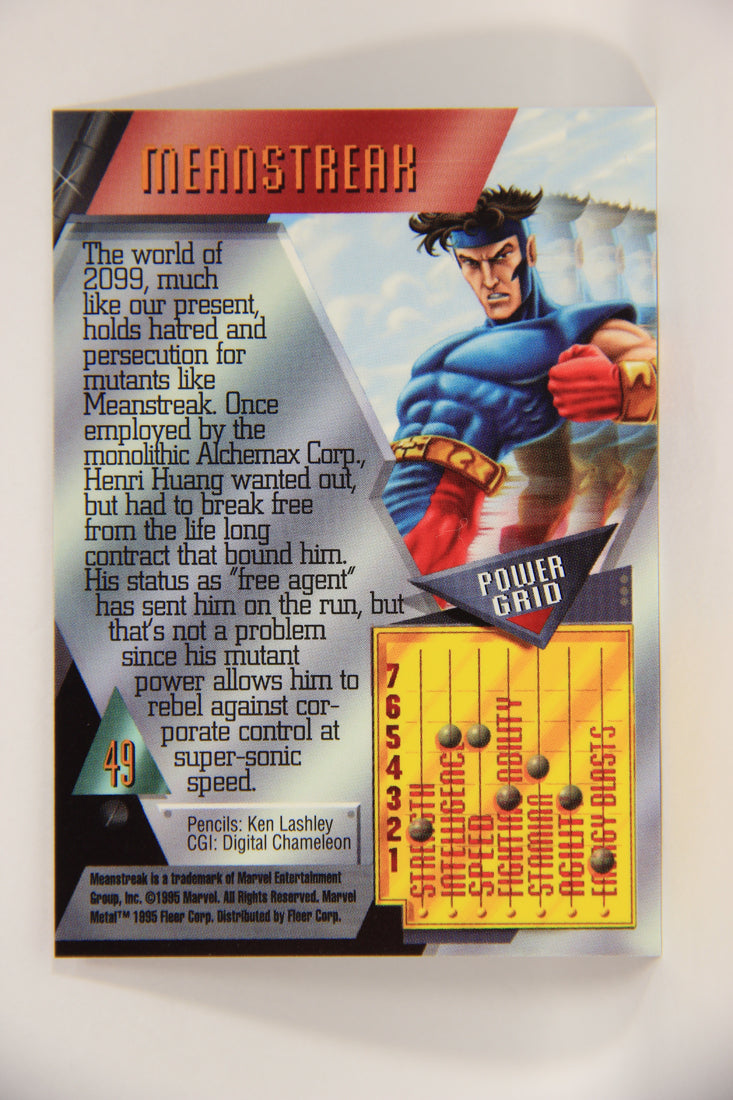 MEANSTREAK
The world of
2099, much
like our present,
holds hatred and
persecution for
mutants like
Meanstreak. Once
employed by the
monolithic Alchemax Corp.,
Henri Huang wanted out,
but had to break free
from the life long
contract that bound him.
His status as "free agent"
has sent him on the run, but
that's not a problem
since his mutant
power allows him to
rebel against cor-
porate control at
super-sonic
speed.
POWER
GRID
7
6
5
4
3
2
1
STRENGTH
INTELLIGENCE
SPEED
FIGHTING ABILITY
STAMINA
AGILITY
ENERGY BLASTS
49
Pencils: Ken Lashley
CGI: Digital Chameleon
Meanstreak is a trademark of Marvel Entertainment
Group, Inc. ©1995 Marvel. All Rights Reserved. Marvel
Metal™ 1995 Fleer Corp. Distributed by Fleer Corp.